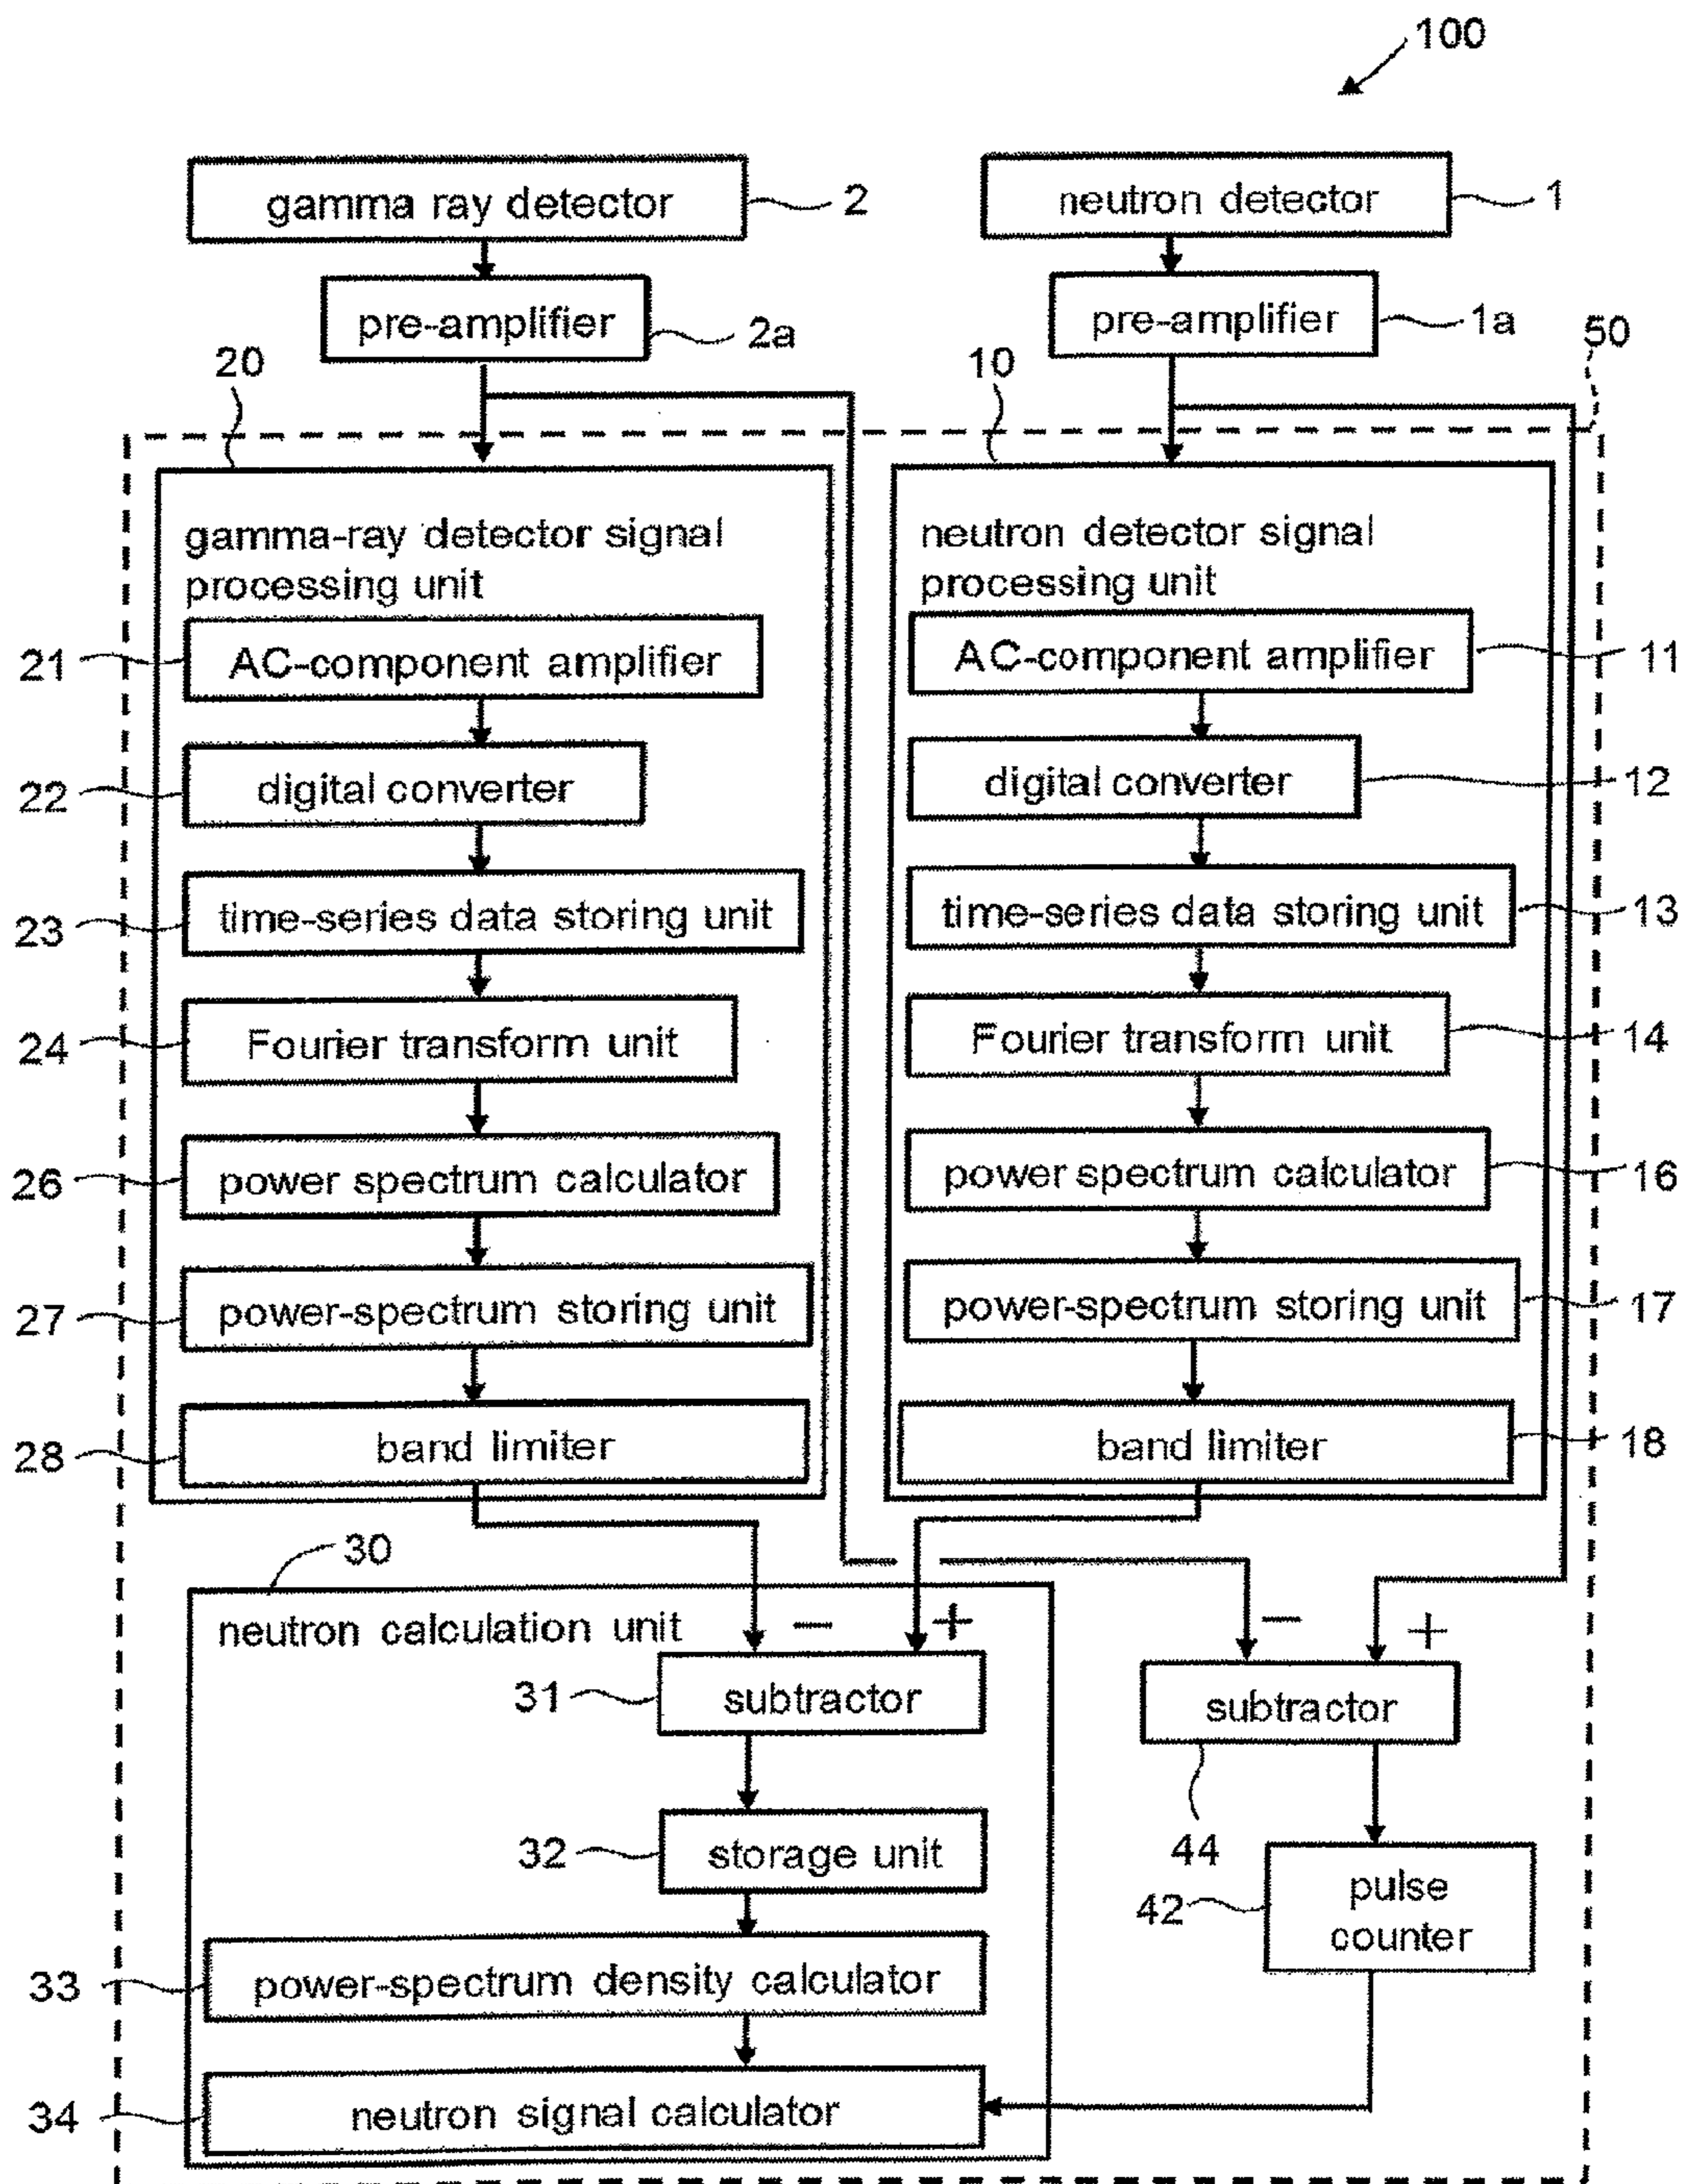 100
gamma ray detector
2
neutron detector
1
pre-amplifier
2a
pre-amplifier
1a
50
20
10
gamma-ray detector signal
processing unit
21
AC-component amplifier
22
digital converter
23
time-series data storing unit
24
Fourier transform unit
26
power spectrum calculator
27
power-spectrum storing unit
28
band limiter
neutron detector signal
processing unit
AC-component amplifier
11
digital converter
12
time-series data storing unit
13
Fourier transform unit
14
power spectrum calculator
16
power-spectrum storing unit
17
band limiter
18
30
neutron calculation unit
−
+
31
subtractor
32
storage unit
33
power-spectrum density calculator
34
neutron signal calculator
−
+
subtractor
44
42
pulse
counter